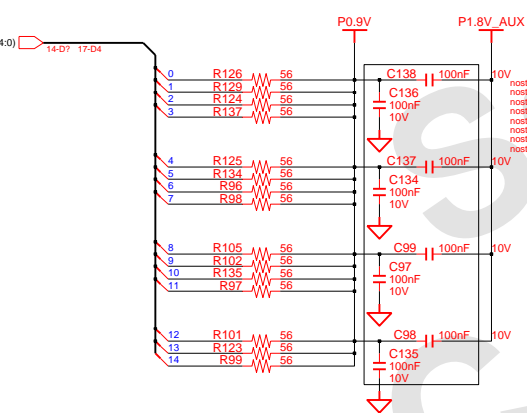 P0.9V P1.8V_AUX
4:0) 14-D? 17-D4
0 R126 56 C138 100nF 10V
1 R129 56 nost
2 R124 56 C136 nost
3 R137 56 100nF nost
10V nost
nost
nost
nost
4 R125 56 C137 100nF 10V
5 R134 56 C134
6 R96 56 100nF
7 R98 56 10V
8 R105 56 C99 100nF 10V
9 R102 56 C97
10 R135 56 100nF
11 R97 56 10V
12 R101 56 C98 100nF 10V
13 R123 56 C135
14 R99 56 100nF
10V